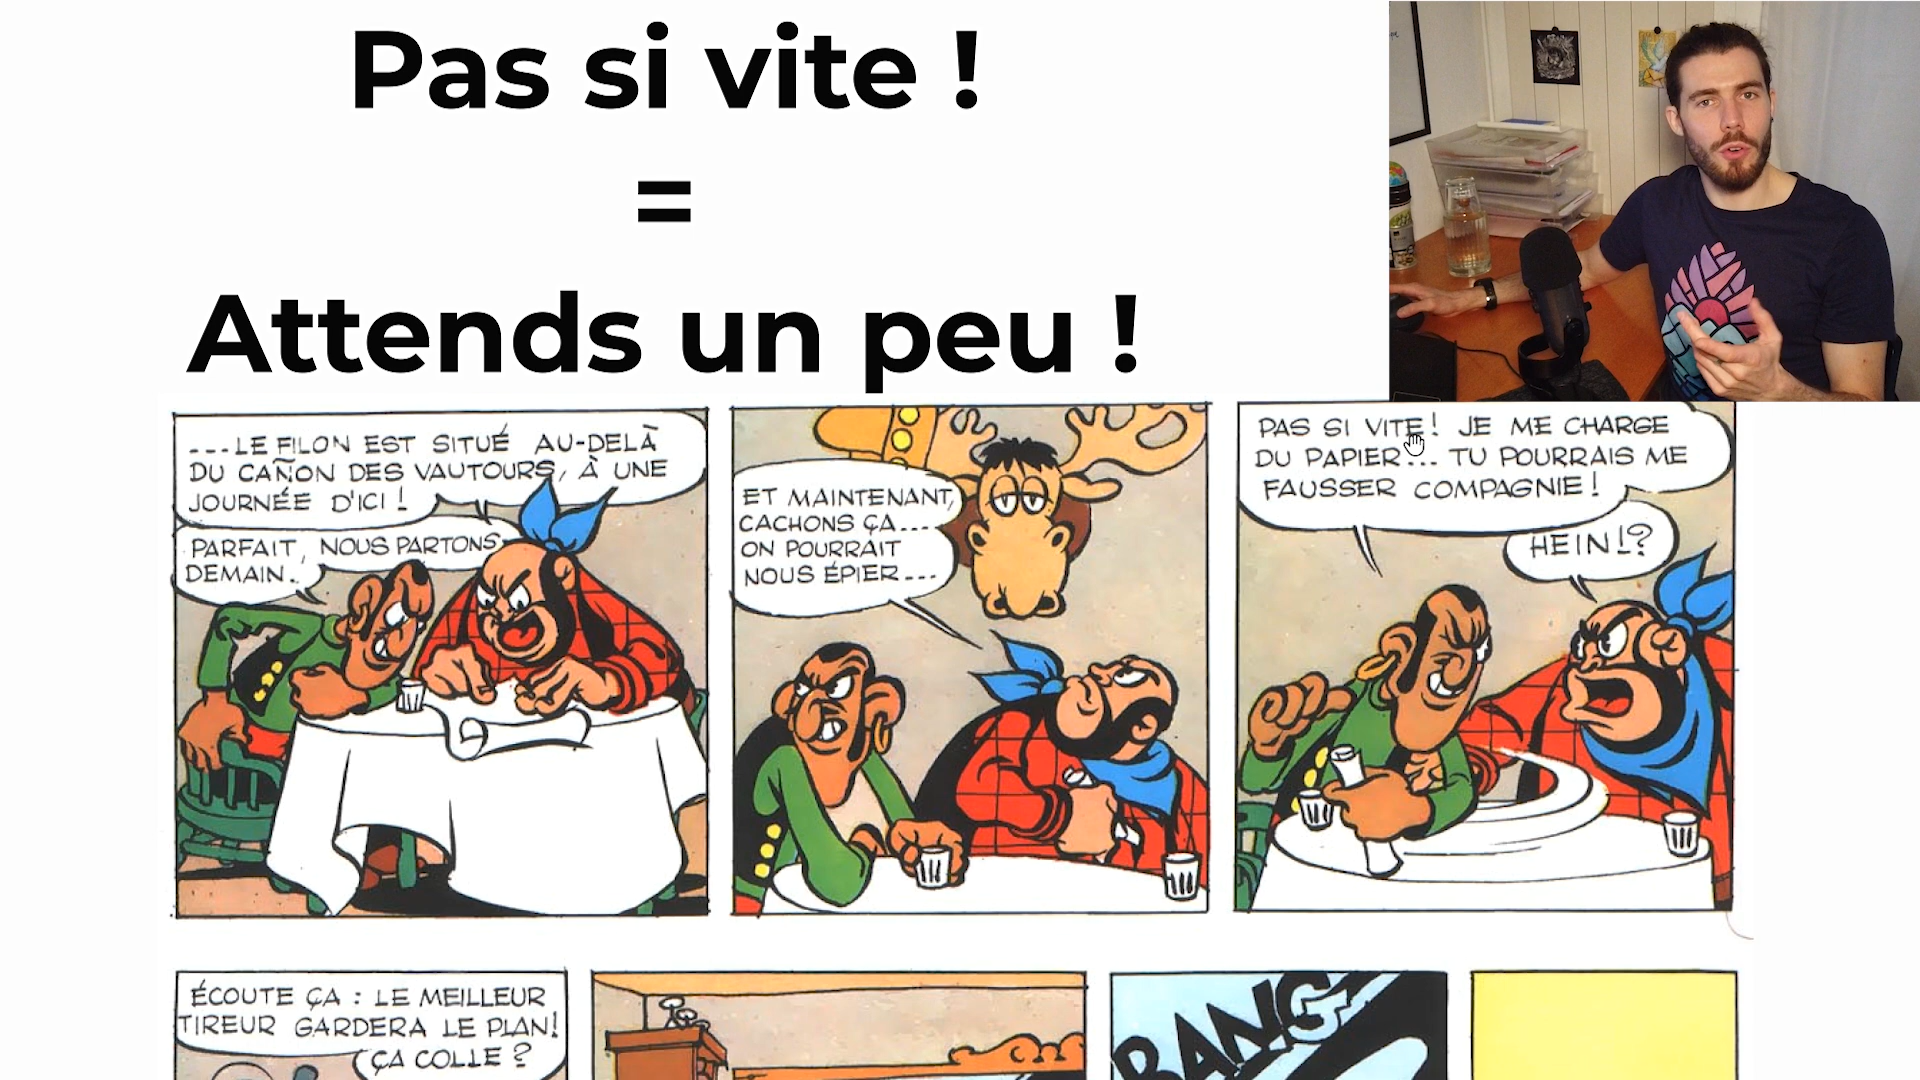 Pas si vite !
=
Attends un peu !
---LE FILON EST SITUÉ AU-DELÀ
DU CAÑON DES VAUTOURS, À UNE
JOURNÉE D'ICI !
PARFAIT, NOUS PARTONS
DEMAIN.
ET MAINTENANT,
CACHONS ÇA....
ON POURRAIT
NOUS ÉPIER---
PAS SI VITE! JE ME CHARGE
DU PAPIER... TU POURRAIS ME
FAUSSER COMPAGNIE!
HEIN!?
ÉCOUTE ÇA : LE MEILLEUR
TIREUR GARDERA LE PLAN!
ÇA COLLE ?
BANG